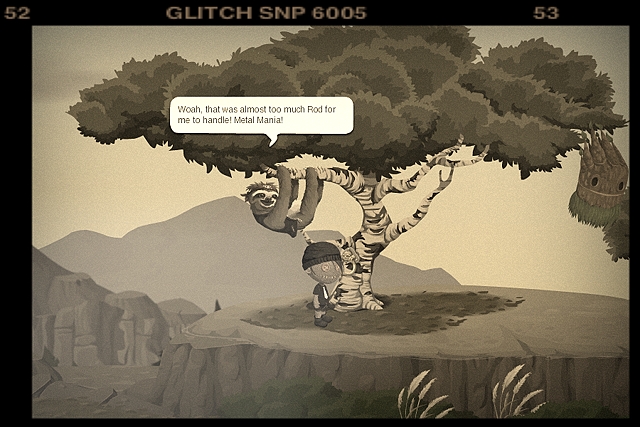 52 GLITCH SNP 6005 53
Woah, that was almost too much Rod for
me to handle! Metal Mania!